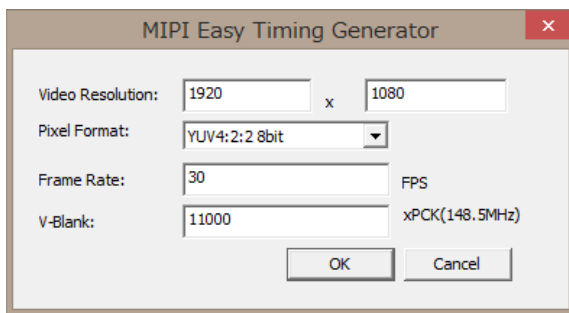 MIPI Easy Timing Generator
×
Video Resolution: 1920 x 1080
Pixel Format: YUV4:2:2 8bit
Frame Rate: 30 FPS
V-Blank: 11000 xPCK(148.5MHz)
OK Cancel